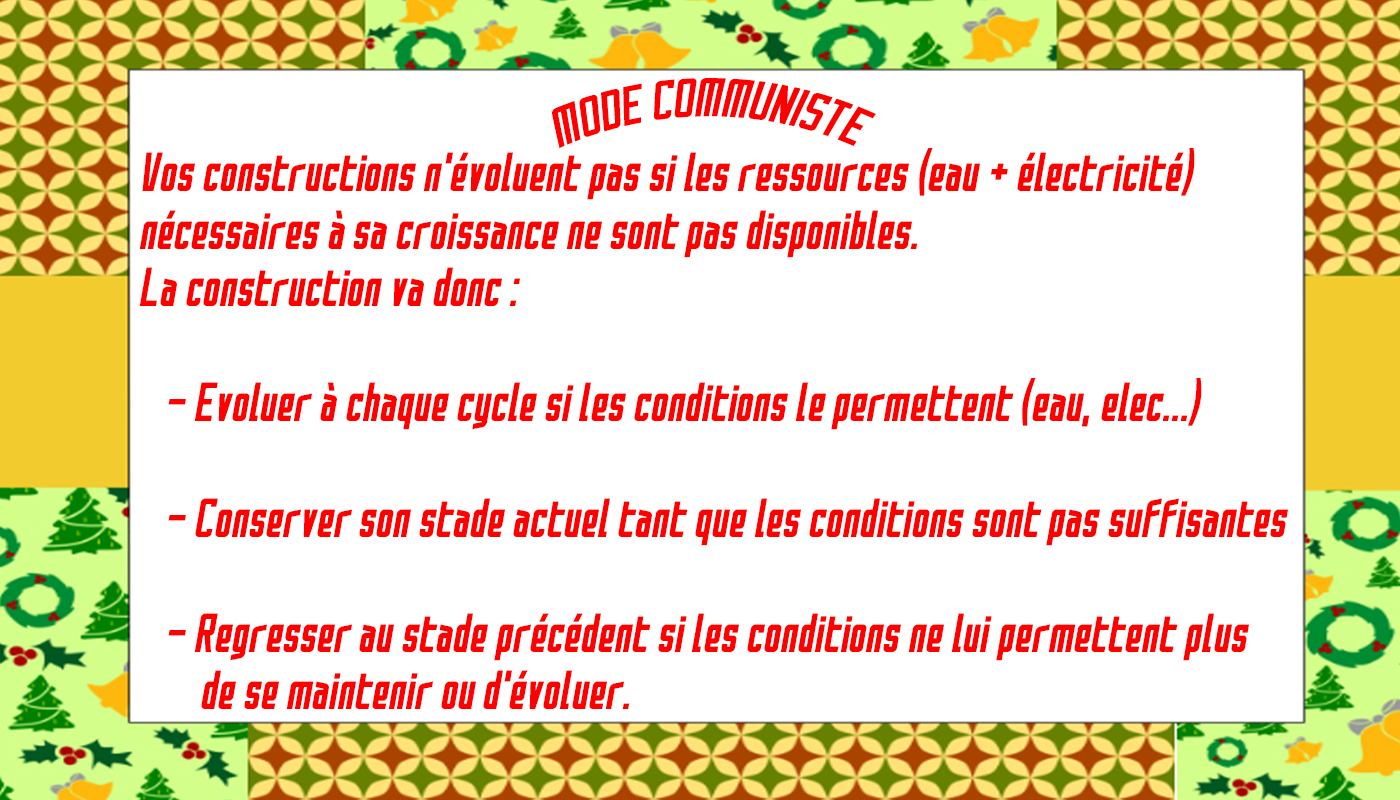 MODE COMMUNISTE
Vos constructions n'évoluent pas si les ressources (eau + électricité)
nécessaires à sa croissance ne sont pas disponibles.
La construction va donc :
- Evoluer à chaque cycle si les conditions le permettent (eau, elec...)
- Conserver son stade actuel tant que les conditions sont pas suffisantes
- Regresser au stade précédent si les conditions ne lui permettent plus
de se maintenir ou d'évoluer.